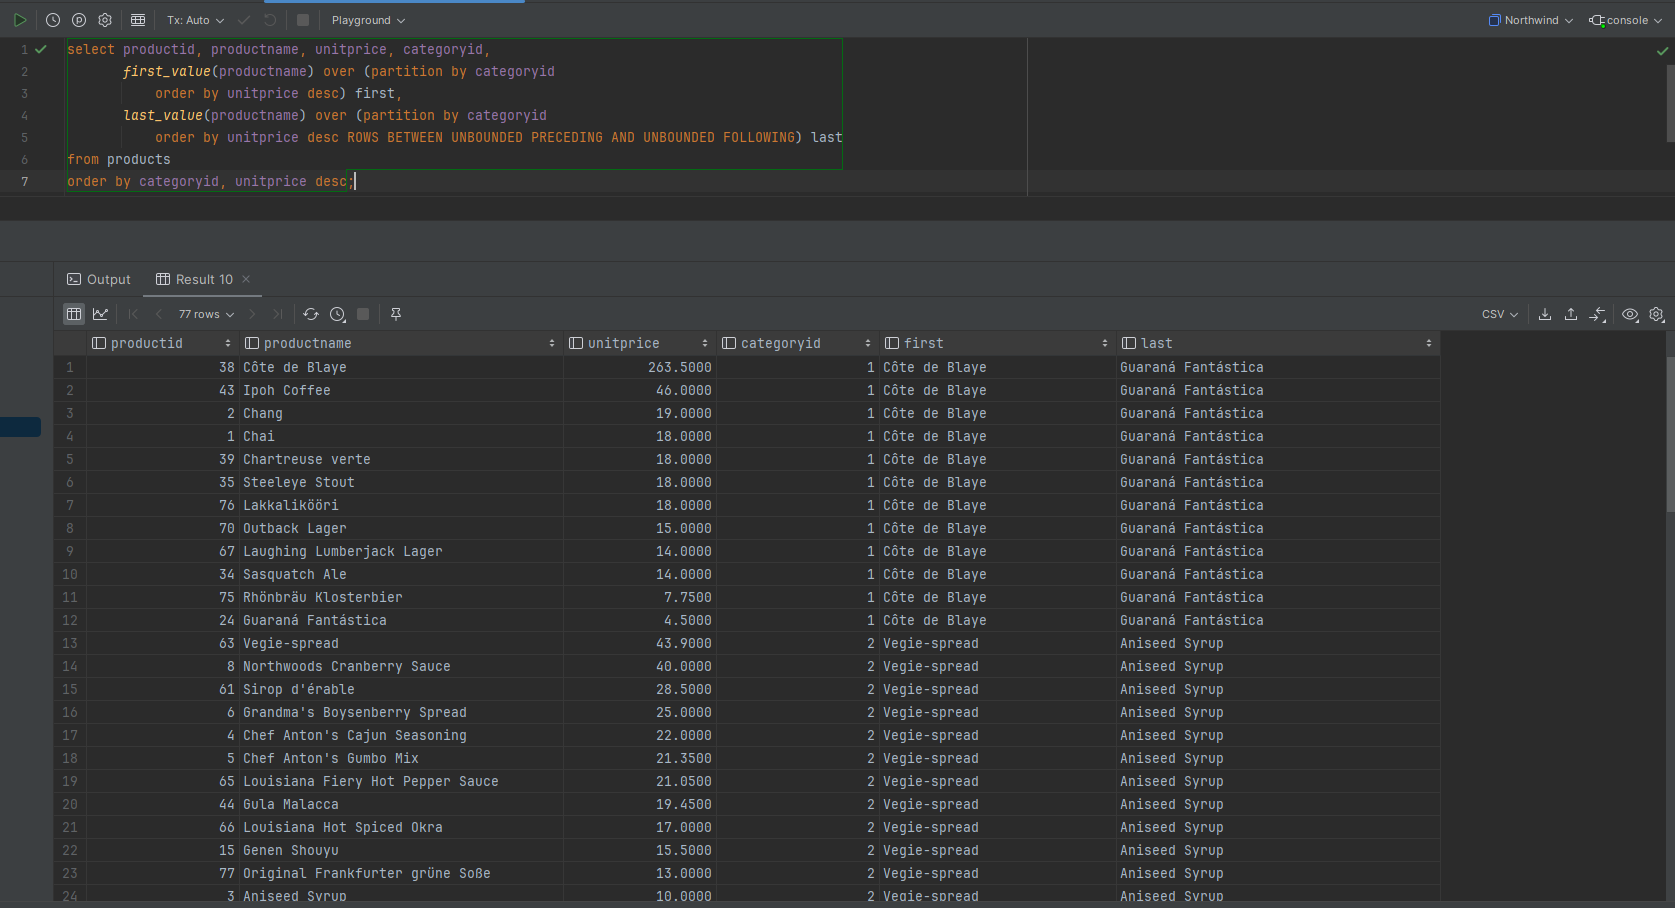 Tx: Auto Playground Northwind console
1 select productid, productname, unitprice, categoryid,
2 first_value(productname) over (partition by categoryid
3 order by unitprice desc) first,
4 last_value(productname) over (partition by categoryid
5 order by unitprice desc ROWS BETWEEN UNBOUNDED PRECEDING AND UNBOUNDED FOLLOWING) last
6 from products
7 order by categoryid, unitprice desc;
Output Result 10
77 rows CSV
productid productname unitprice categoryid first last
1 38 Côte de Blaye 263.5000 1 Côte de Blaye Guaraná Fantástica
2 43 Ipoh Coffee 46.0000 1 Côte de Blaye Guaraná Fantástica
3 2 Chang 19.0000 1 Côte de Blaye Guaraná Fantástica
4 1 Chai 18.0000 1 Côte de Blaye Guaraná Fantástica
5 39 Chartreuse verte 18.0000 1 Côte de Blaye Guaraná Fantástica
6 35 Steeleye Stout 18.0000 1 Côte de Blaye Guaraná Fantástica
7 76 Lakkalikööri 18.0000 1 Côte de Blaye Guaraná Fantástica
8 70 Outback Lager 15.0000 1 Côte de Blaye Guaraná Fantástica
9 67 Laughing Lumberjack Lager 14.0000 1 Côte de Blaye Guaraná Fantástica
10 34 Sasquatch Ale 14.0000 1 Côte de Blaye Guaraná Fantástica
11 75 Rhönbräu Klosterbier 7.7500 1 Côte de Blaye Guaraná Fantástica
12 24 Guaraná Fantástica 4.5000 1 Côte de Blaye Guaraná Fantástica
13 63 Vegie-spread 43.9000 2 Vegie-spread Aniseed Syrup
14 8 Northwoods Cranberry Sauce 40.0000 2 Vegie-spread Aniseed Syrup
15 61 Sirop d'érable 28.5000 2 Vegie-spread Aniseed Syrup
16 6 Grandma's Boysenberry Spread 25.0000 2 Vegie-spread Aniseed Syrup
17 4 Chef Anton's Cajun Seasoning 22.0000 2 Vegie-spread Aniseed Syrup
18 5 Chef Anton's Gumbo Mix 21.3500 2 Vegie-spread Aniseed Syrup
19 65 Louisiana Fiery Hot Pepper Sauce 21.0500 2 Vegie-spread Aniseed Syrup
20 44 Gula Malacca 19.4500 2 Vegie-spread Aniseed Syrup
21 66 Louisiana Hot Spiced Okra 17.0000 2 Vegie-spread Aniseed Syrup
22 15 Genen Shouyu 15.5000 2 Vegie-spread Aniseed Syrup
23 77 Original Frankfurter grüne Soße 13.0000 2 Vegie-spread Aniseed Syrup
24 3 Aniseed Syrup 10.0000 2 Vegie-spread Aniseed Syrup